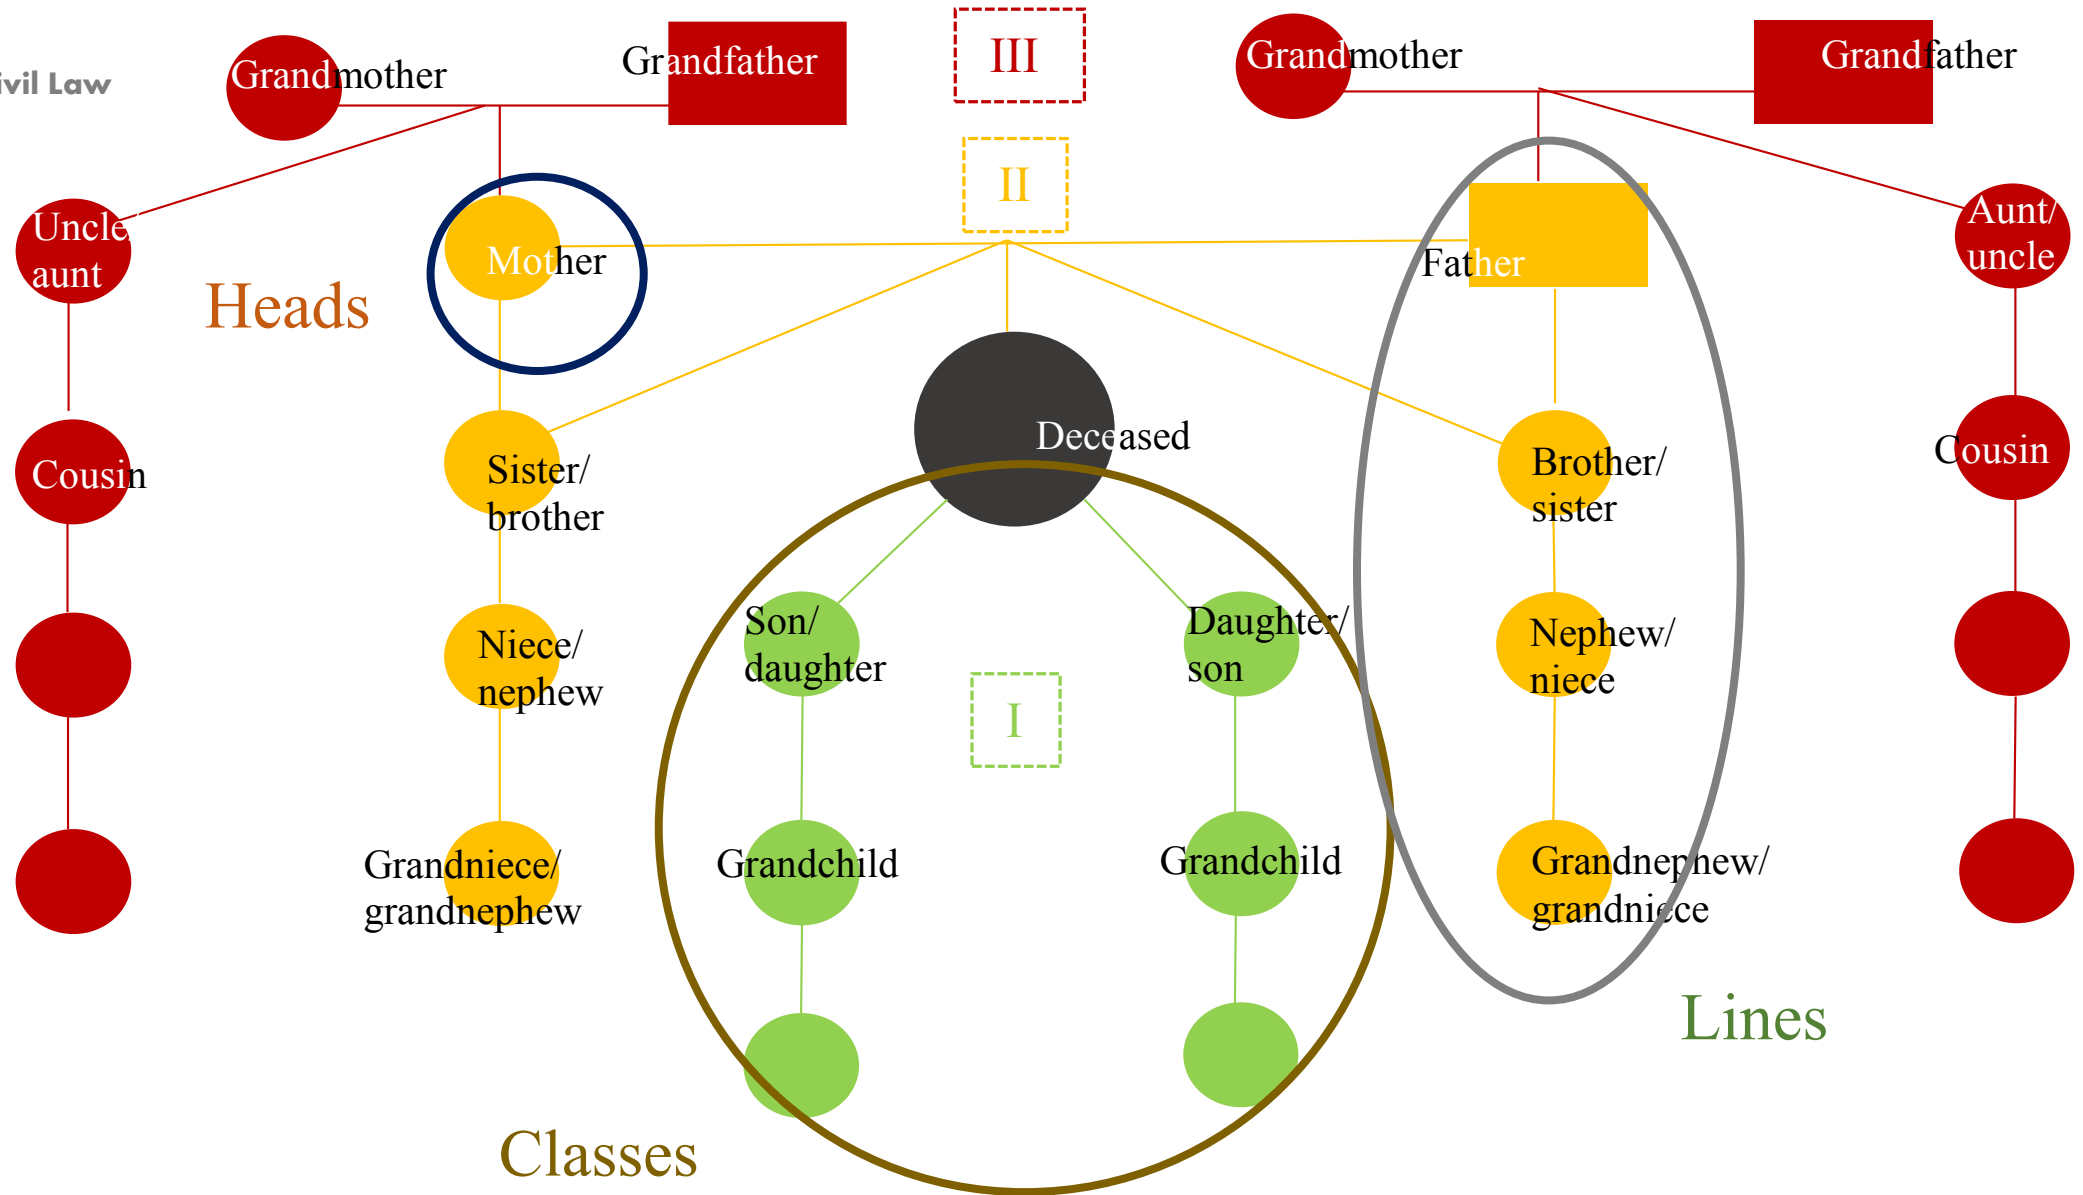 Grandmother
Grandfather
III
Grandmother
Grandfather
ivil Law
II
Uncle/
aunt
Mother
Father
Aunt/
uncle
Heads
Deceased
Cousin
Sister/
brother
Brother/
sister
Cousin
Son/
daughter
Daughter/
son
Niece/
nephew
Nephew/
niece
I
Grandniece/
grandnephew
Grandchild
Grandchild
Grandnephew/
grandniece
Lines
Classes